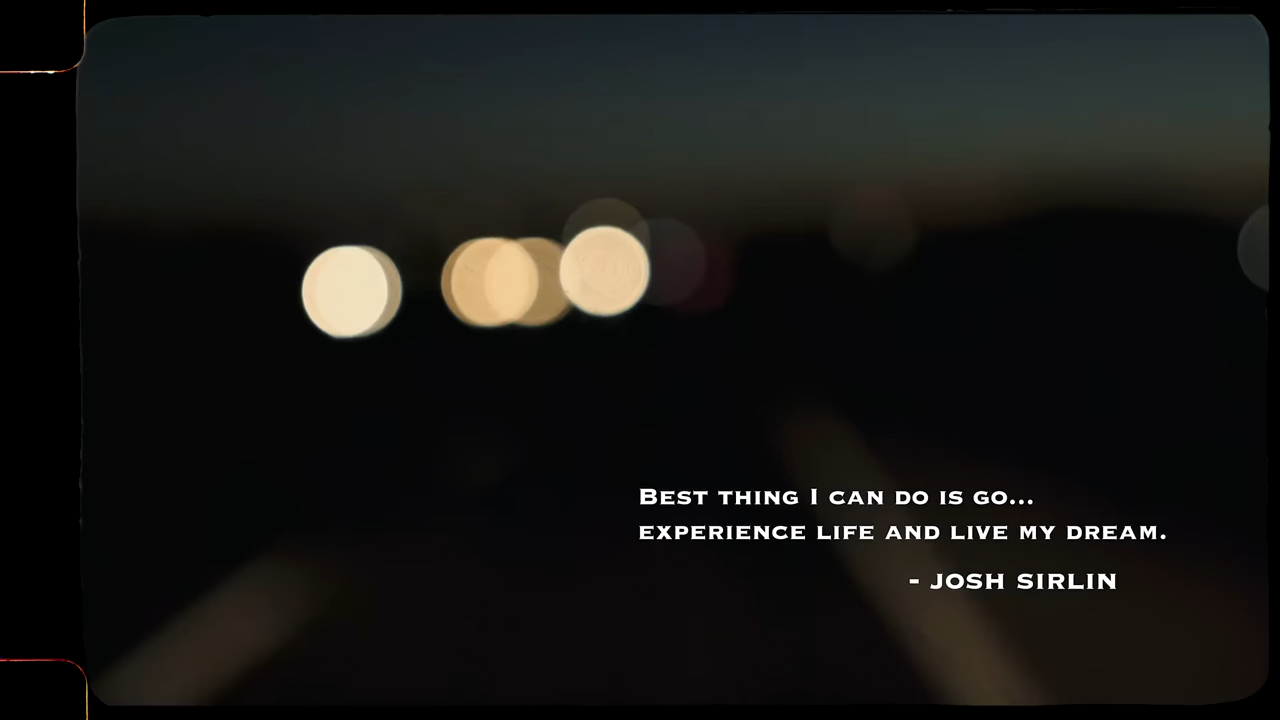 Best thing I can do is go...
experience life and live my dream.
- Josh Sirlin